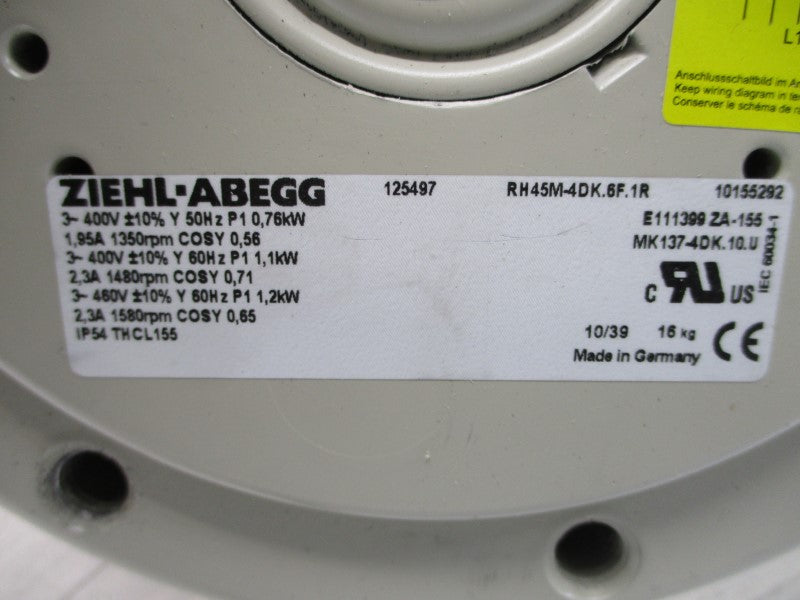 L1
Anschlussschaltbild im
Keep wiring diagram in
Conserver le schéma de
ZIEHL-ABEGG 125497 RH45M-4DK.6F.1R 10155292
3~ 400V ±10% Y 50Hz P1 0,76kW
1,95A 1350rpm COSY 0,56
3~ 400V ±10% Y 60Hz P1 1,1kW
2,3A 1480rpm COSY 0,71
3~ 460V ±10% Y 60Hz P1 1,2kW
2,3A 1580rpm COSY 0,65
IP54 THCL155
E111399 ZA-155
MK137-4DK.10.U
IEC 60034-1
C RU US
10/39 16 kg CE
Made in Germany